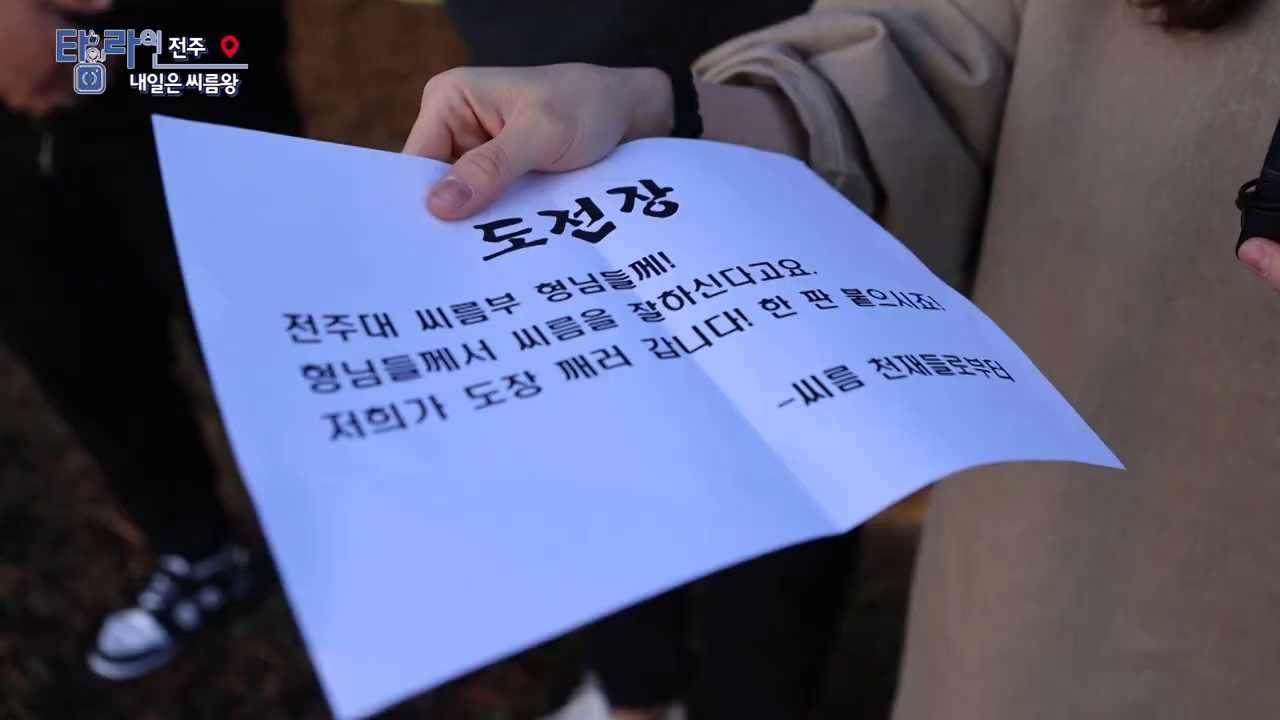 탐라이 전주
내일은 씨름왕
도전장
전주대 씨름부 형님들께!
형님들께서 씨름을 잘하신다고요.
저희가 도장 깨러 갑니다! 한 판 붙으시죠!
-씨름 천재들로부터